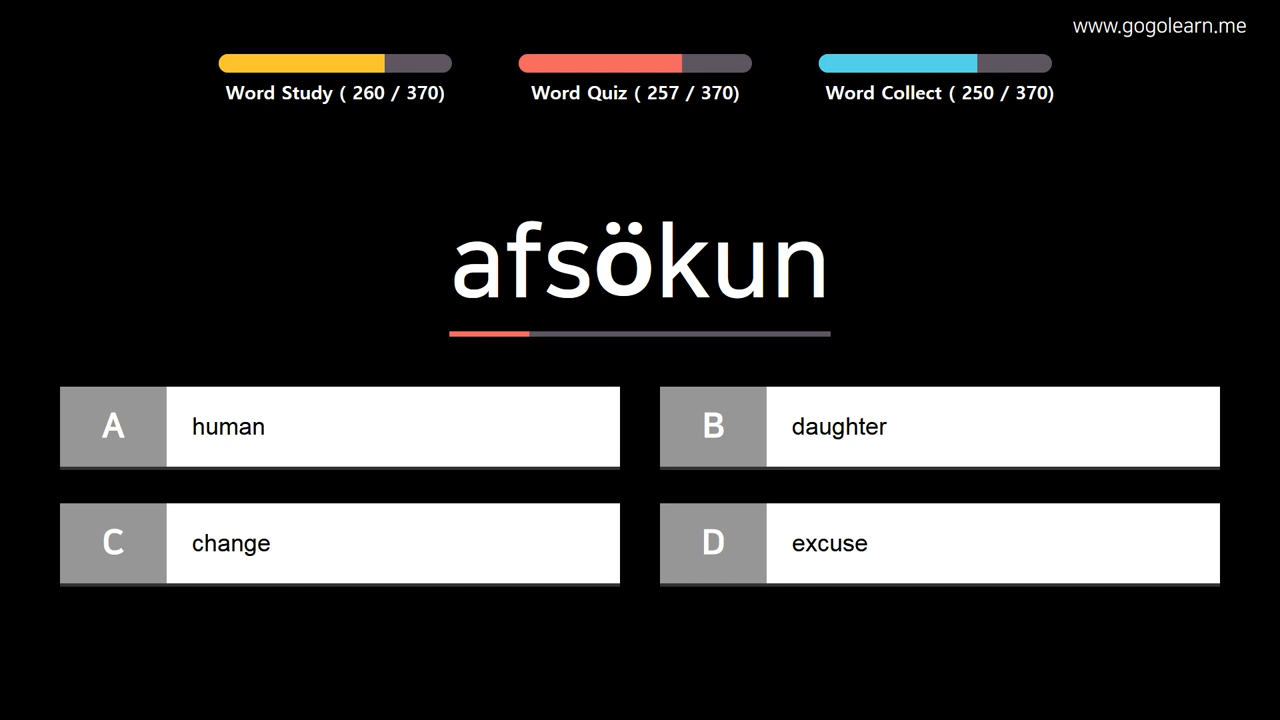 www.gogolearn.me
Word Study ( 260 / 370)
Word Quiz ( 257 / 370)
Word Collect ( 250 / 370)
afsökun
A human
B daughter
C change
D excuse